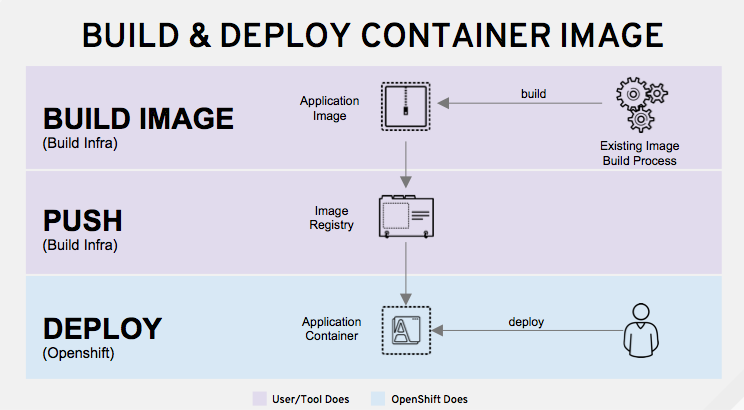 BUILD & DEPLOY CONTAINER IMAGE
BUILD IMAGE
(Build Infra)
Application
Image
build
Existing Image
Build Process
PUSH
(Build Infra)
Image
Registry
DEPLOY
(Openshift)
Application
Container
A
deploy
User/Tool Does
OpenShift Does